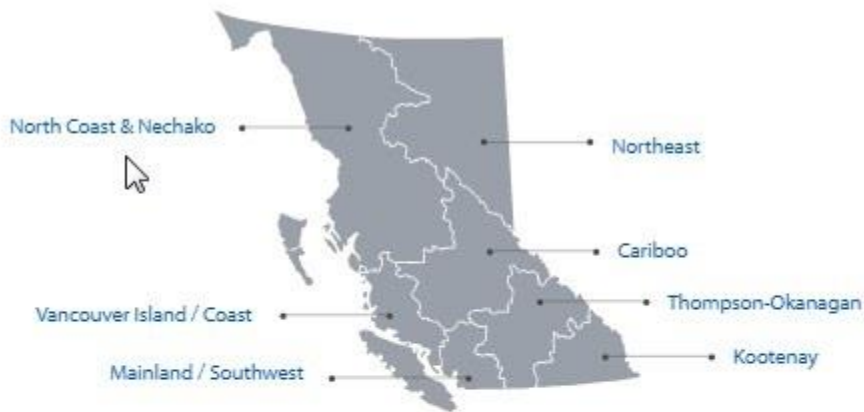 North Coast & Nechako
Northeast
Cariboo
Thompson-Okanagan
Vancouver Island / Coast
Kootenay
Mainland / Southwest